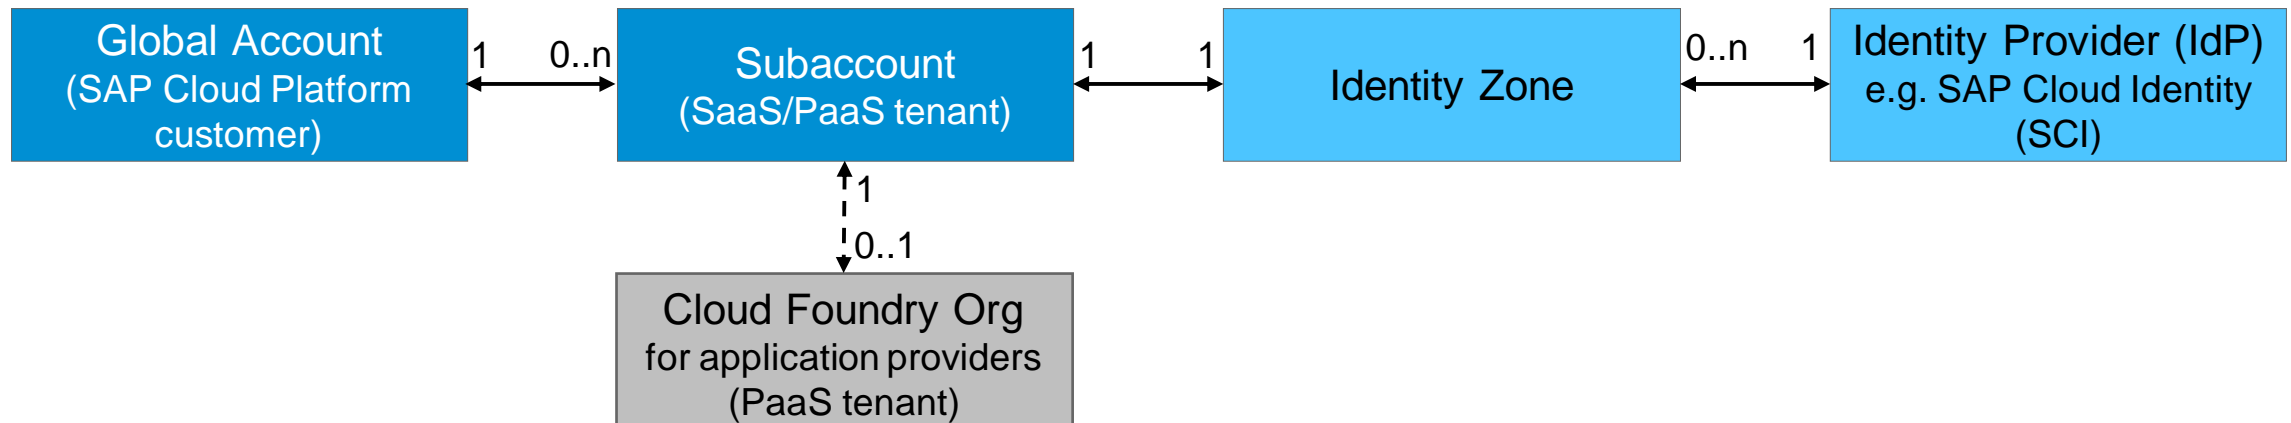 Global Account
(SAP Cloud Platform
customer)
1
0..n
Subaccount
(SaaS/PaaS tenant)
1
1
Identity Zone
0..n
1
Identity Provider (IdP)
e.g. SAP Cloud Identity
(SCI)
1
0..1
Cloud Foundry Org
for application providers
(PaaS tenant)